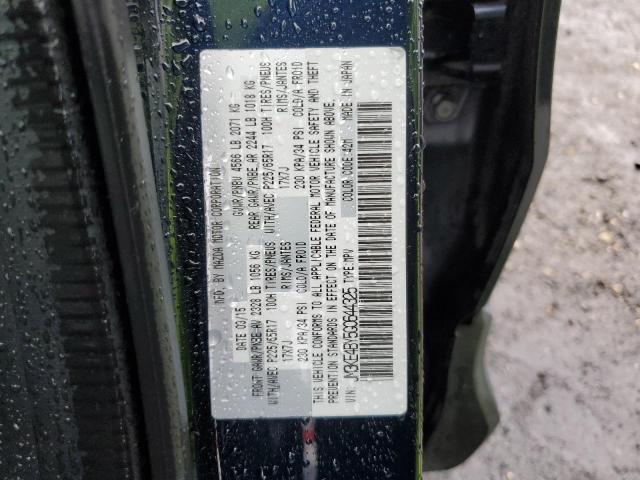 MFD. BY MAZDA MOTOR CORPORATION
DATE 09/15 GVWR/PNBV 4566 LB 2071 KG
FRONT GAWR/PNBE AV 2328 LB 1056 KG REAR GAWR/PNBE AR 2244 LB 1018 KG
WITH/AVEC P225/65R17 100H TIRES/PNEUS WITH/AVEC P225/65R17 100H TIRES/PNEUS
17X7J RIMS/JANTES 17X7J RIMS/JANTES
230 KPA/34 PSI COLD/A FROID 230 KPA/34 PSI COLD/A FROID
THIS VEHICLE CONFORMS TO ALL APPLICABLE FEDERAL MOTOR VEHICLE SAFETY AND THEFT
PREVENTION STANDARDS IN EFFECT ON THE DATE OF MANUFACTURE SHOWN ABOVE.
VIN: JM3KE4BY5G0644325 TYPE:MPV COLOR CODE:42B MADE IN JAPAN